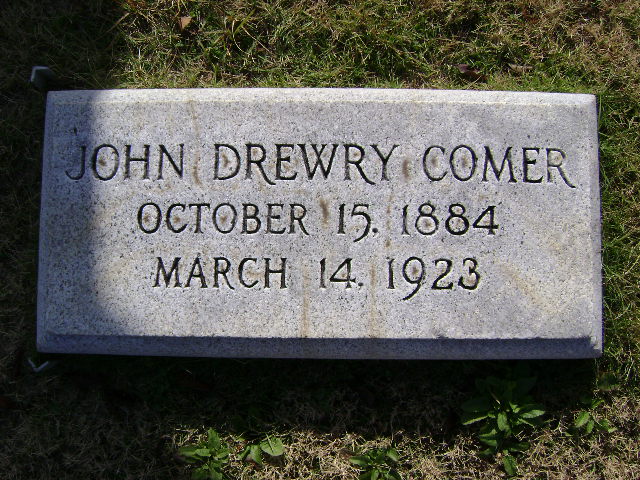 JOHN DREWRY COMER
OCTOBER 15. 1884
MARCH 14. 1923